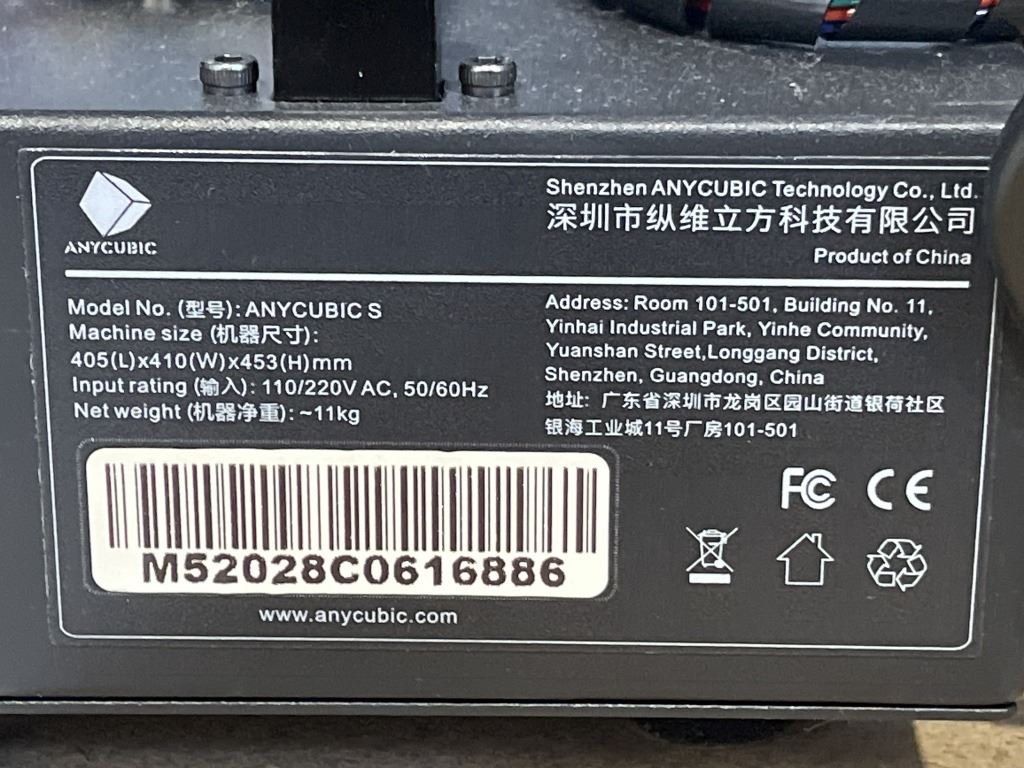 ANYCUBIC
Shenzhen ANYCUBIC Technology Co., Ltd.
深圳市纵维立方科技有限公司
Product of China
Model No. (型号): ANYCUBIC S
Machine size (机器尺寸):
405(L)x410(W)x453(H)mm
Input rating (输入): 110/220V AC, 50/60Hz
Net weight (机器净重): ~11kg
Address: Room 101-501, Building No. 11,
Yinhai Industrial Park, Yinhe Community,
Yuanshan Street,Longgang District,
Shenzhen, Guangdong, China
地址: 广东省深圳市龙岗区园山街道银荷社区
银海工业城11号厂房101-501
M52028C0616886
FC CE
www.anycubic.com